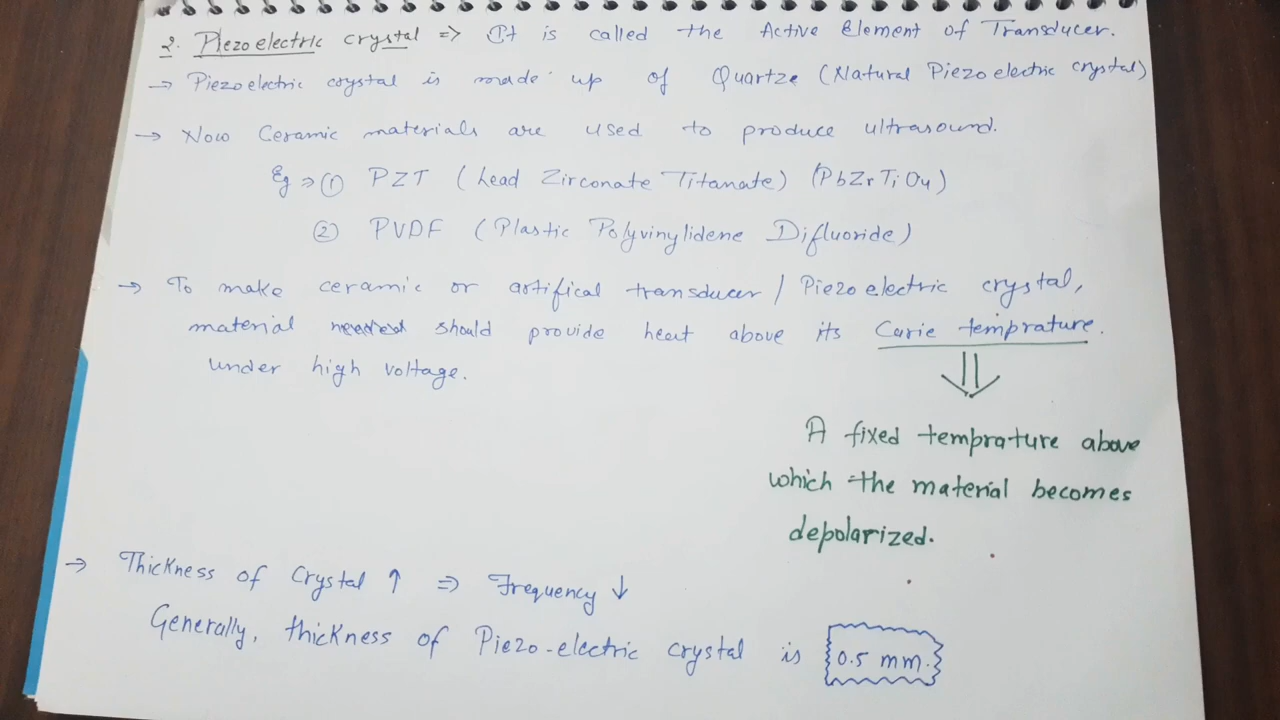 2. Piezoelectric crystal => It is called the Active Element of Transducer.
→ Piezoelectric crystal is made up of Quartze (Natural Piezoelectric crystal)
→ Now Ceramic materials are used to produce ultrasound.
Eg => ① PZT (Lead Zirconate Titanate) (PbZrTiO4)
② PVDF (Plastic Polyvinylidene Difluoride)
→ To make ceramic or artifical transducer / Piezoelectric crystal,
material should provide heat above its Curie temprature.
under high voltage.
⇓
A fixed temprature above
which the material becomes
depolarized.
→ Thickness of Crystal ↑ => Frequency ↓
Generally, thickness of Piezo-electric crystal is 0.5 mm.